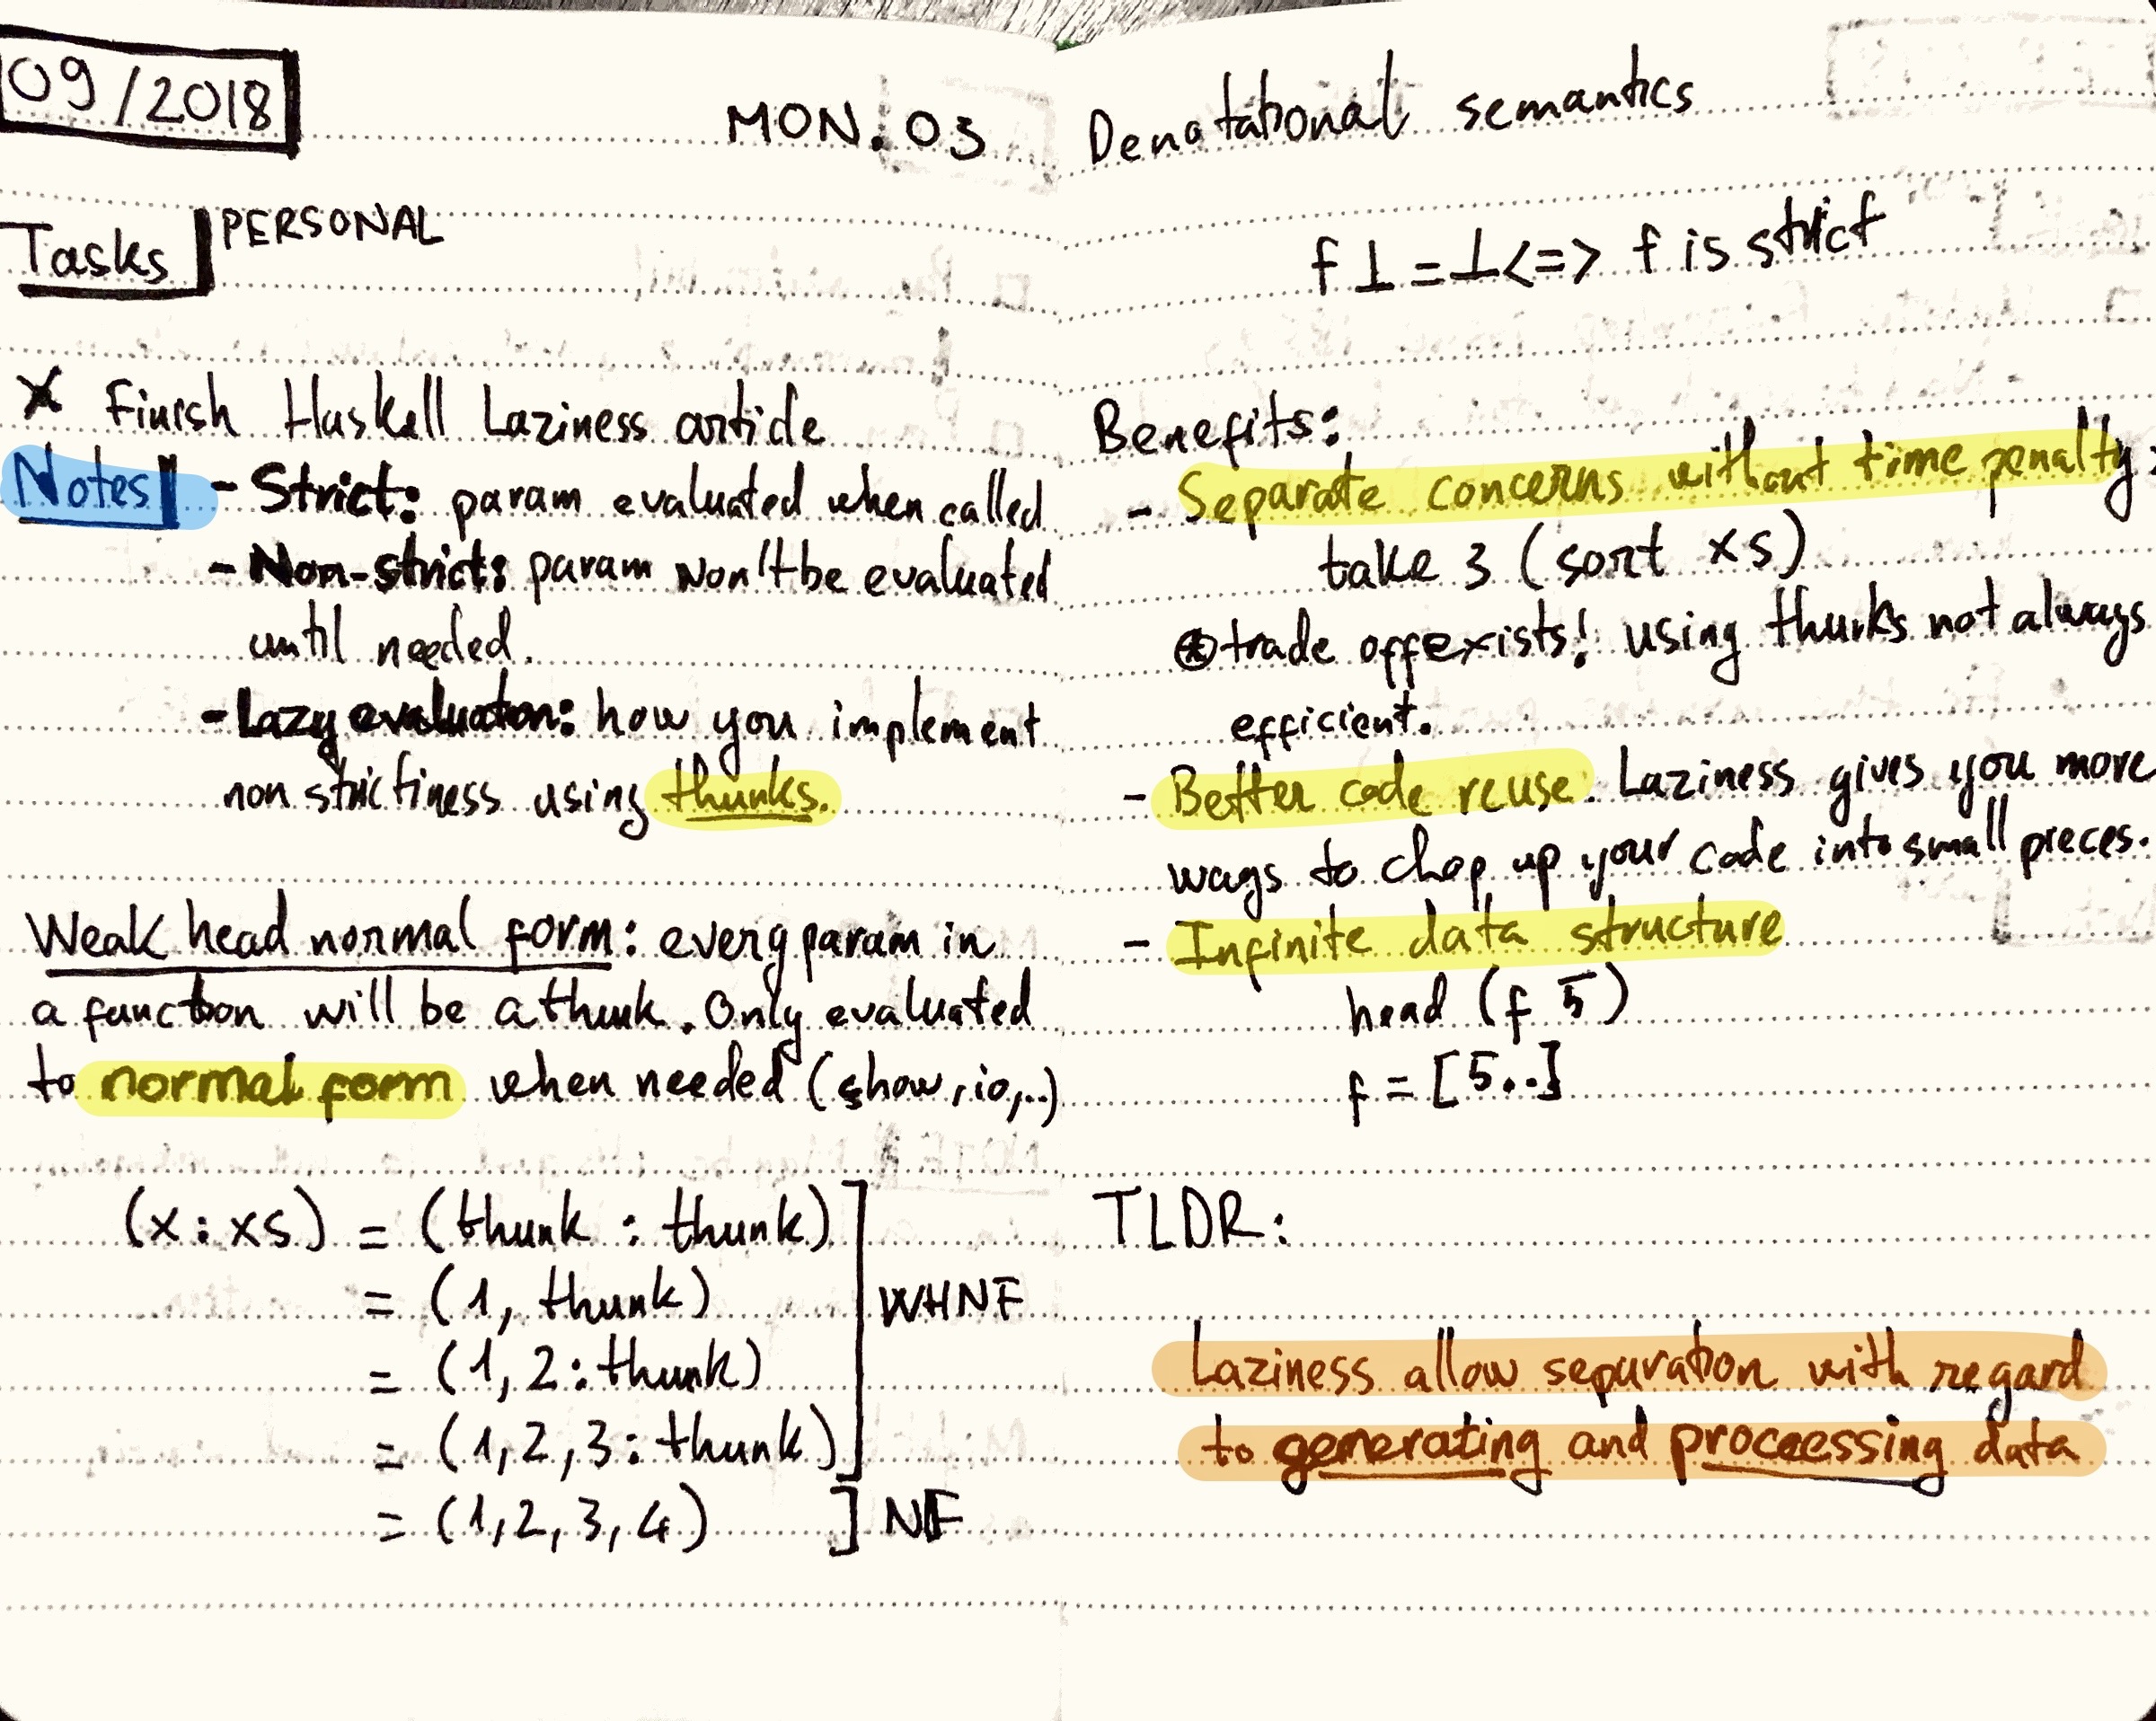 09/2018
MON. 03
Tasks PERSONAL
X Finish Haskell Laziness article
Notes - Strict: param evaluated when called
- Non-strict: param won't be evaluated
until needed.
- Lazy evaluation: how you implement
non strictiness using thunks.
Weak head normal form: every param in
a function will be a thunk. Only evaluated
to normal form when needed (show, io,..)
(x:xs) = (thunk : thunk)
= (1, thunk)
WHNF
= (1, 2: thunk)
= (1, 2, 3: thunk)
= (1, 2, 3, 4) ] NF
Denotational semantics
f ⊥ = ⊥ <=> f is strict
Benefits:
- Separate concerns without time penalty:
take 3 (sort xs)
⊛ trade off exists! using thunks not always
efficient.
- Better code reuse: Laziness gives you more
ways to chop up your code into small pieces.
- Infinite data structure
head (f 5)
f = [5..]
TLDR:
Laziness allow separation with regard
to generating and proceessing data